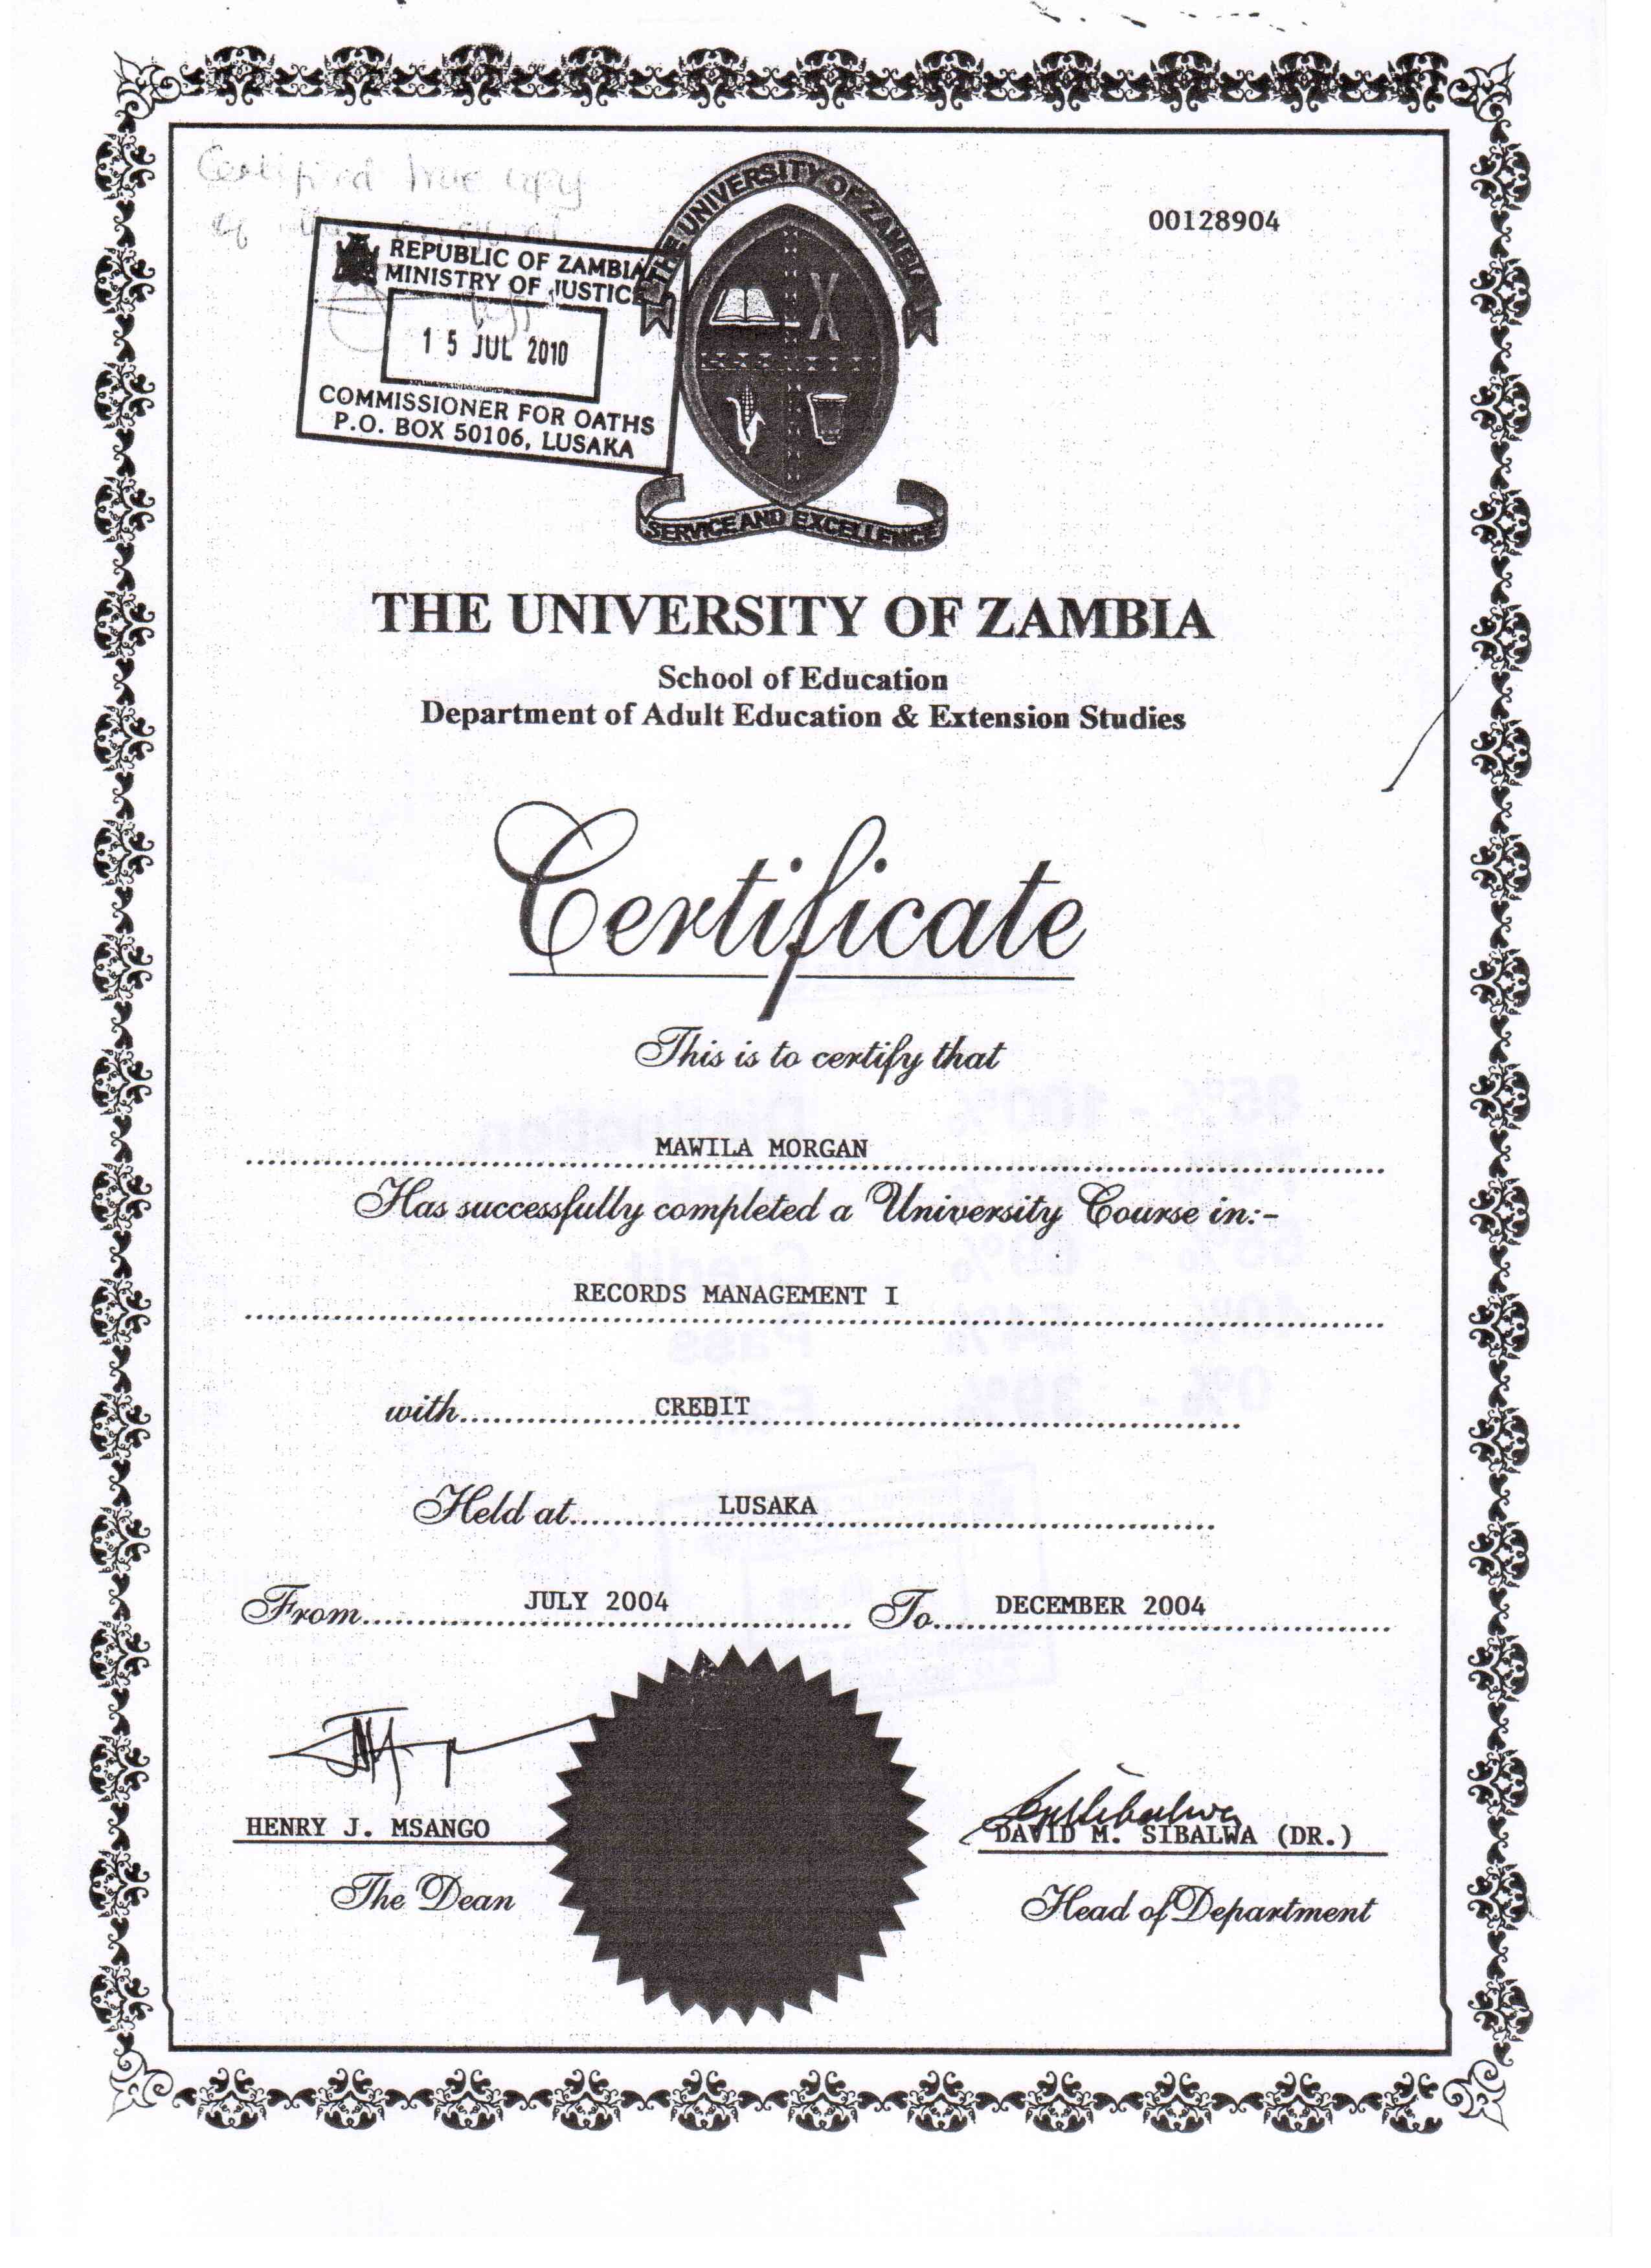 Certified true copy
of the original
00128904
THE UNIVERSITY OF ZAMBIA
REPUBLIC OF ZAMBIA
MINISTRY OF JUSTICE
15 JUL 2010
COMMISSIONER FOR OATHS
P.O. BOX 50106, LUSAKA
SERVICE AND EXCELLENCE
THE UNIVERSITY OF ZAMBIA
School of Education
Department of Adult Education & Extension Studies
Certificate
This is to certify that
MAWILA MORGAN
Has successfully completed a University Course in:-
RECORDS MANAGEMENT I
with CREDIT
Held at LUSAKA
From JULY 2004 To DECEMBER 2004
HENRY J. MSANGO
DAVID M. SIBALWA (DR.)
The Dean
Head of Department